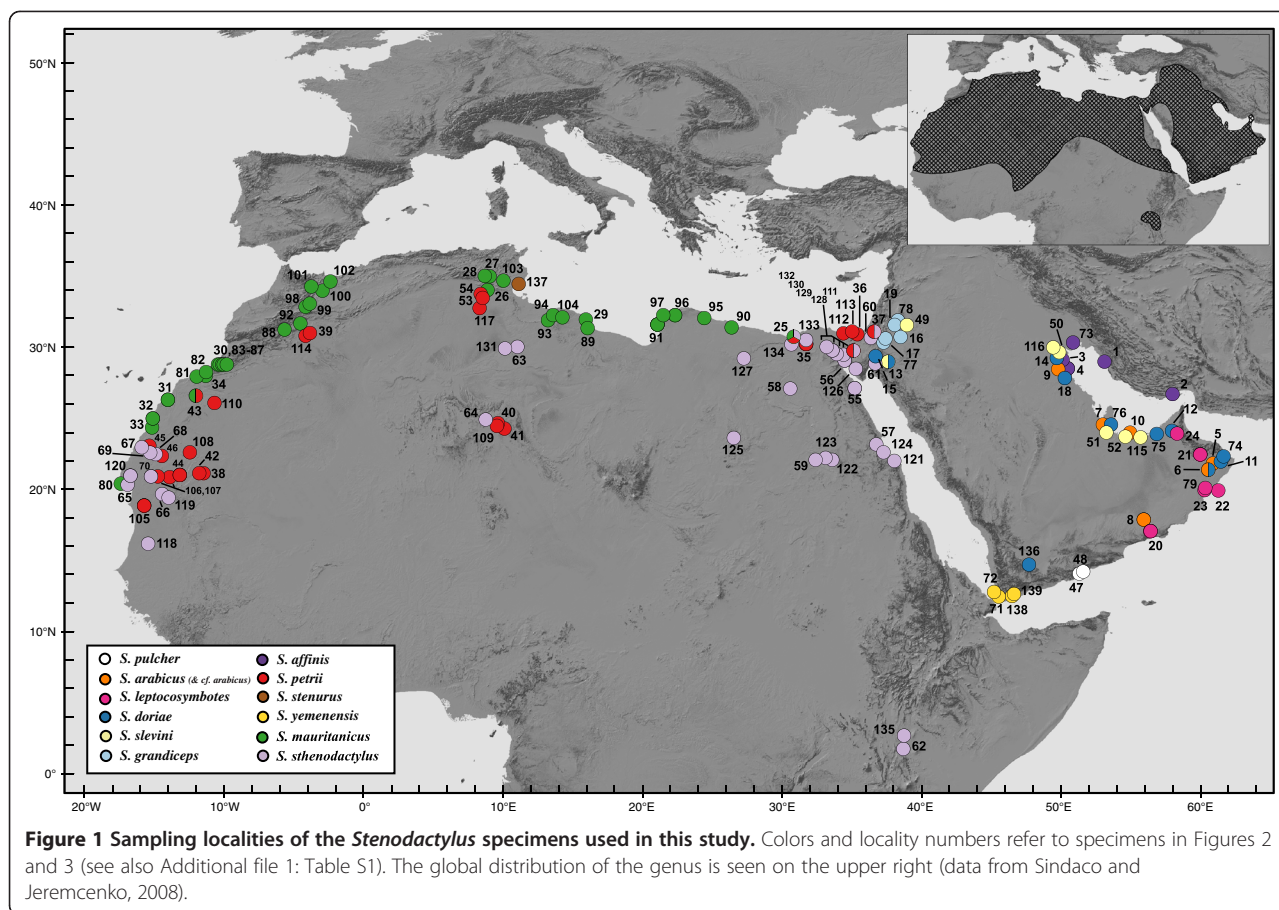 50°N
40°N
30°N
20°N
10°N
0°
20°W
10°W
0°
10°E
20°E
30°E
40°E
50°E
60°E
101 102
98 100
92 99
88
114 39
30,83-87
82
81
34
31
43
110
32
33
67 45 68
69 46
108
120 70 44 42
38
80
65
106,107
66 119
105
118
28 27 103
137
54
53 26
117
94 104 29
93
89
131 63
64 40
109 41
97 96 95 90
91
127
58
125
59 123 122
25 133
134 35
132
130
129
128
111
112 113 36 60 37
19 78 49
16
17
77
13
15
61
56
126
55
57
124
121
50 73
116 1
14 3
9 4
18
2
7 76 10
51 52 115 75
12
24
21 5 74
6 11
79
23 22
8
20
136
48
47
72 139
71 138
135
62
S. pulcher
S. arabicus (& cf. arabicus)
S. leptocosymbotes
S. doriae
S. slevini
S. grandiceps
S. affinis
S. petrii
S. stenurus
S. yemenensis
S. mauritanicus
S. sthenodactylus
Figure 1 Sampling localities of the Stenodactylus specimens used in this study. Colors and locality numbers refer to specimens in Figures 2
and 3 (see also Additional file 1: Table S1). The global distribution of the genus is seen on the upper right (data from Sindaco and
Jeremcenko, 2008).